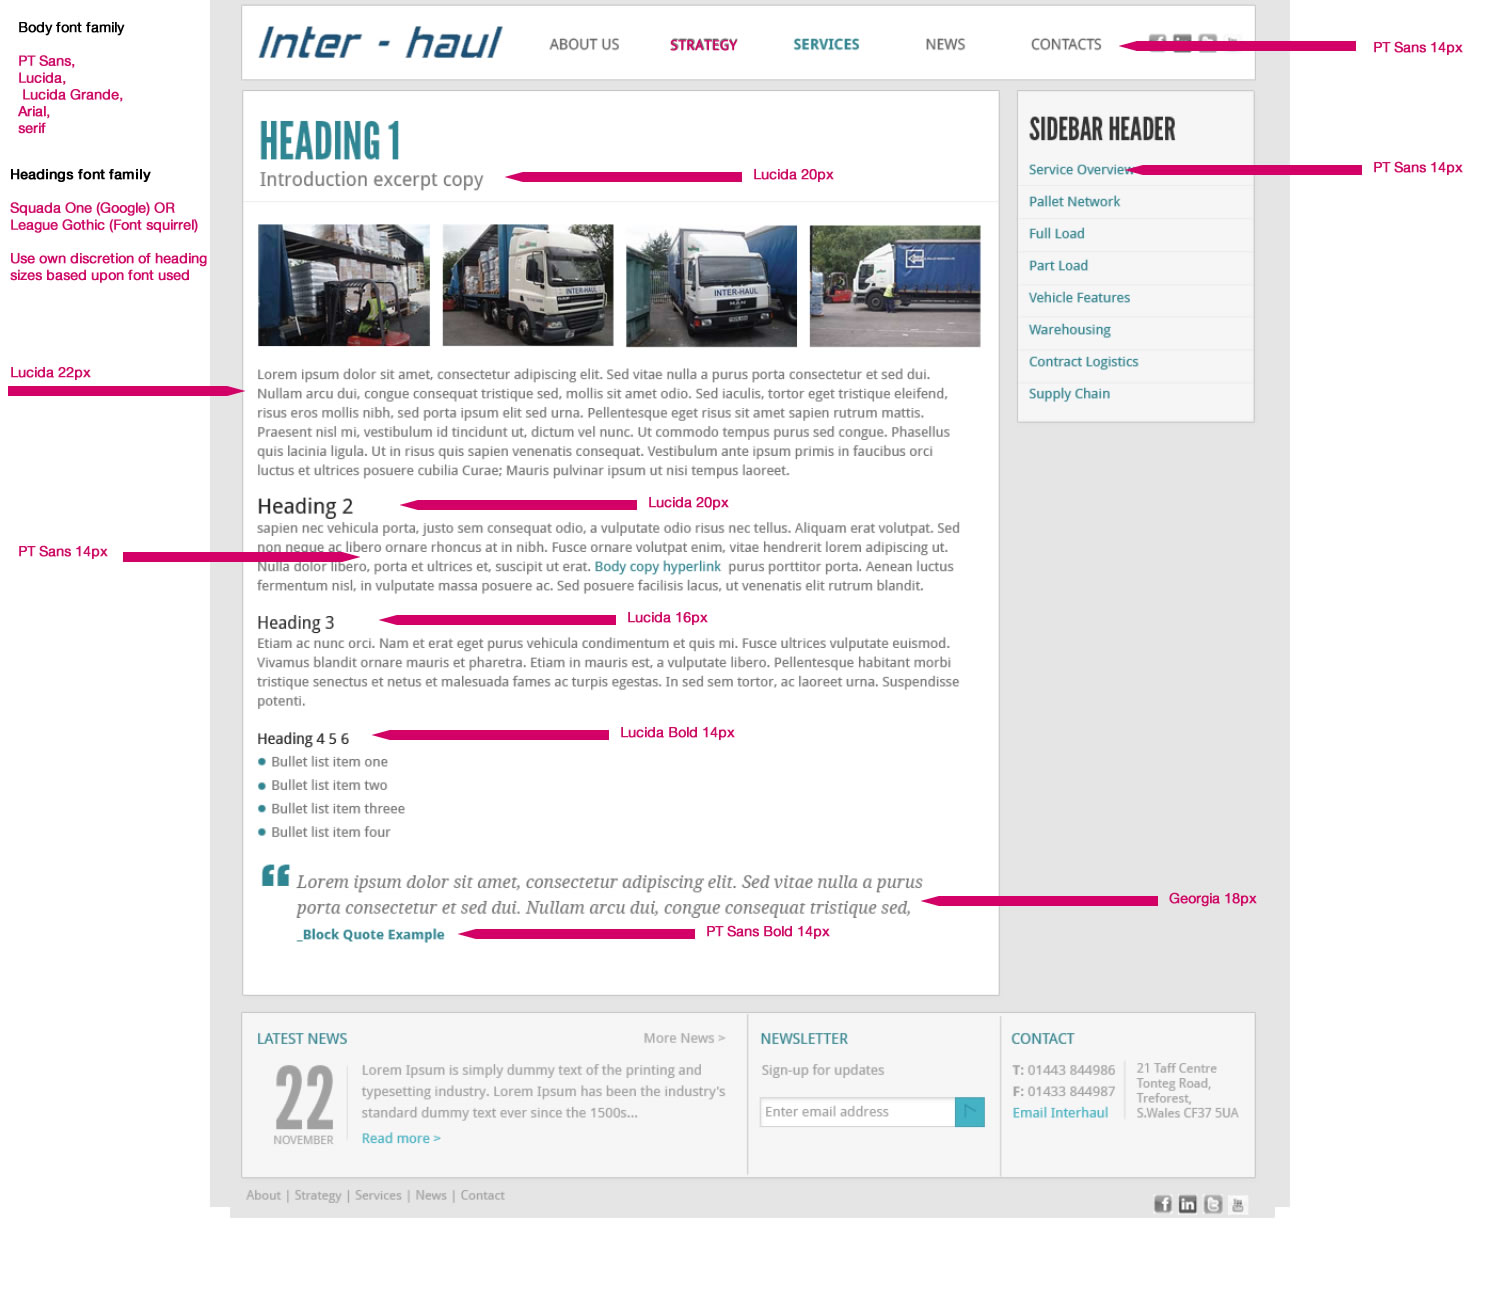 Body font family
PT Sans,
Lucida,
Lucida Grande,
Arial,
serif
Headings font family
Squada One (Google) OR
League Gothic (Font squirrel)
Use own discretion of heading
sizes based upon font used
Lucida 22px
PT Sans 14px
Inter - haul
ABOUT US
STRATEGY
SERVICES
NEWS
CONTACTS
PT Sans 14px
HEADING 1
Introduction excerpt copy
Lucida 20px
INTER-HAUL
INTER-HAUL
Lorem ipsum dolor sit amet, consectetur adipiscing elit. Sed vitae nulla a purus porta consectetur et sed dui.
Nullam arcu dui, congue consequat tristique sed, mollis sit amet odio. Sed iaculis, tortor eget tristique eleifend,
risus eros mollis nibh, sed porta ipsum elit sed urna. Pellentesque eget risus sit amet sapien rutrum mattis.
Praesent nisl mi, vestibulum id tincidunt ut, dictum vel nunc. Ut commodo tempus purus sed congue. Phasellus
quis lacinia ligula. Ut in risus quis sapien venenatis consequat. Vestibulum ante ipsum primis in faucibus orci
luctus et ultrices posuere cubilia Curae; Mauris pulvinar ipsum ut nisi tempus laoreet.
Heading 2
Lucida 20px
sapien nec vehicula porta, justo sem consequat odio, a vulputate odio risus nec tellus. Aliquam erat volutpat. Sed
non neque ac libero ornare rhoncus at in nibh. Fusce ornare volutpat enim, vitae hendrerit lorem adipiscing ut.
Nulla dolor libero, porta et ultrices et, suscipit ut erat. Body copy hyperlink purus porttitor porta. Aenean luctus
fermentum nisl, in vulputate massa posuere ac. Sed posuere facilisis lacus, ut venenatis elit rutrum blandit.
Heading 3
Lucida 16px
Etiam ac nunc orci. Nam et erat eget purus vehicula condimentum et quis mi. Fusce ultrices vulputate euismod.
Vivamus blandit ornare mauris et pharetra. Etiam in mauris est, a vulputate libero. Pellentesque habitant morbi
tristique senectus et netus et malesuada fames ac turpis egestas. In sed sem tortor, ac laoreet urna. Suspendisse
potenti.
Heading 4 5 6
Lucida Bold 14px
Bullet list item one
Bullet list item two
Bullet list item threee
Bullet list item four
“ Lorem ipsum dolor sit amet, consectetur adipiscing elit. Sed vitae nulla a purus
porta consectetur et sed dui. Nullam arcu dui, congue consequat tristique sed,
Georgia 18px
_Block Quote Example
PT Sans Bold 14px
SIDEBAR HEADER
Service Overview
PT Sans 14px
Pallet Network
Full Load
Part Load
Vehicle Features
Warehousing
Contract Logistics
Supply Chain
LATEST NEWS
More News >
22
NOVEMBER
Lorem Ipsum is simply dummy text of the printing and
typesetting industry. Lorem Ipsum has been the industry's
standard dummy text ever since the 1500s...
Read more >
NEWSLETTER
Sign-up for updates
Enter email address
CONTACT
T: 01443 844986
F: 01433 844987
Email Interhaul
21 Taff Centre
Tonteg Road,
Treforest,
S.Wales CF37 5UA
About | Strategy | Services | News | Contact